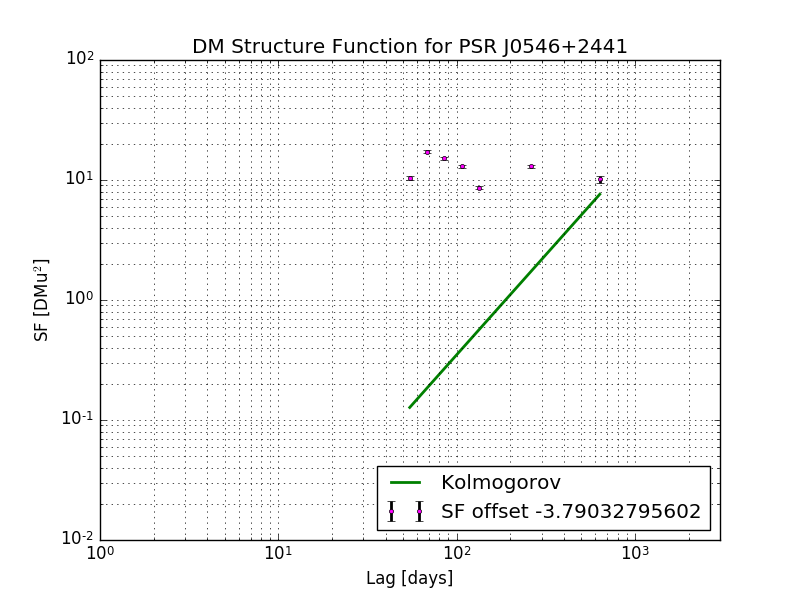 DM Structure Function for PSR J0546+2441
10²
10¹
10⁰
10⁻¹
10⁻²
SF [DMu²]
Kolmogorov
SF offset -3.79032795602
10⁰ 10¹ 10² 10³
Lag [days]